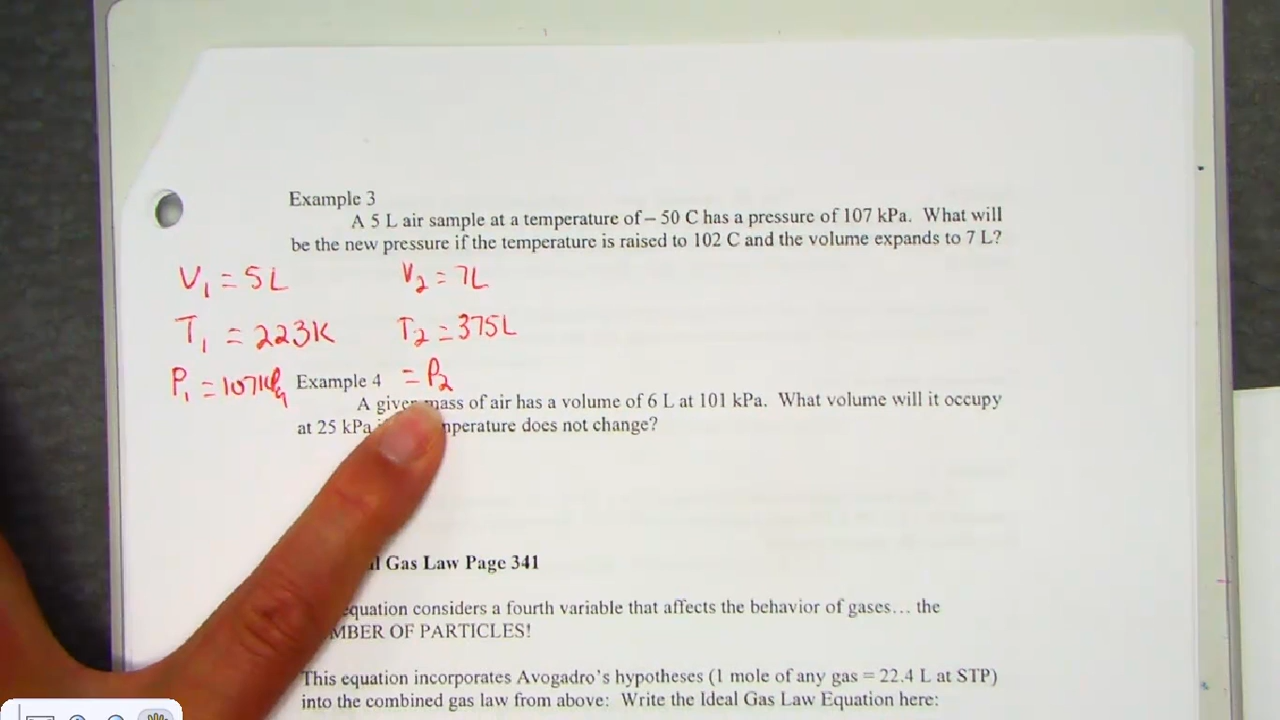 Example 3
A 5 L air sample at a temperature of – 50 C has a pressure of 107 kPa. What will
be the new pressure if the temperature is raised to 102 C and the volume expands to 7 L?
V₁ = 5L V₂ = 7L
T₁ = 223K T₂ = 375L
P₁ = 107kPa Example 4 = P₂
A given mass of air has a volume of 6 L at 101 kPa. What volume will it occupy
at 25 kPa temperature does not change?
Gas Law Page 341
equation considers a fourth variable that affects the behavior of gases… the
OF PARTICLES!
This equation incorporates Avogadro's hypotheses (1 mole of any gas = 22.4 L at STP)
into the combined gas law from above: Write the Ideal Gas Law Equation here: